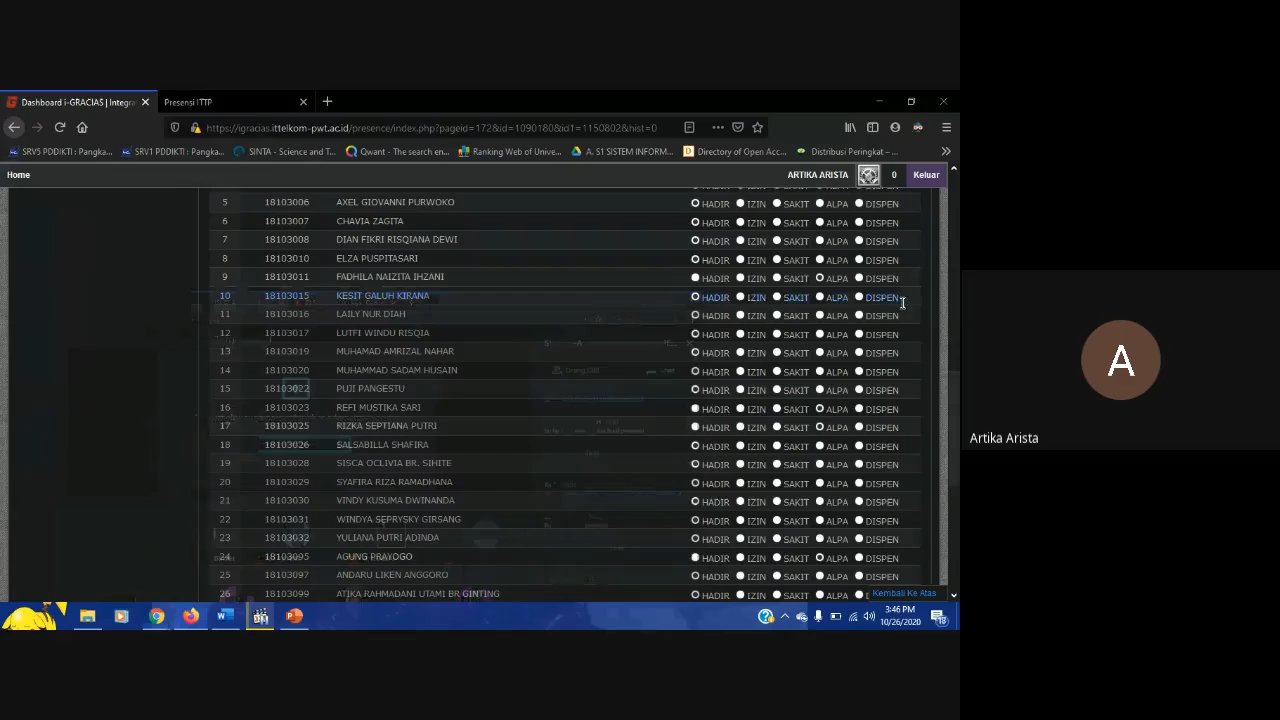 Dashboard i-GRACIAS | Integra
Presensi ITTP
https://igracias.ittelkom-pwt.ac.id/presence/index.php?pageid=172&id=1090180&id1=1150802&hist=0
SRV5 PDDIKTI : Pangka...
SRV1 PDDIKTI : Pangka...
SINTA - Science and T...
Qwant - The search en...
Ranking Web of Unive...
A. S1 SISTEM INFORM...
Directory of Open Acc...
Distribusi Peringkat –...
Home ARTIKA ARISTA 0 Keluar
5 18103006 AXEL GIOVANNI PURWOKO HADIR IZIN SAKIT ALPA DISPEN
6 18103007 CHAVIA ZAGITA HADIR IZIN SAKIT ALPA DISPEN
7 18103008 DIAN FIKRI RISQIANA DEWI HADIR IZIN SAKIT ALPA DISPEN
8 18103010 ELZA PUSPITASARI HADIR IZIN SAKIT ALPA DISPEN
9 18103011 FADHILA NAIZITA IHZANI HADIR IZIN SAKIT ALPA DISPEN
10 18103015 KESIT GALUH KIRANA HADIR IZIN SAKIT ALPA DISPEN
11 18103016 LAILY NUR DIAH HADIR IZIN SAKIT ALPA DISPEN
12 18103017 LUTFI WINDU RISQIA HADIR IZIN SAKIT ALPA DISPEN
13 18103019 MUHAMAD AMRIZAL NAHAR HADIR IZIN SAKIT ALPA DISPEN
14 18103020 MUHAMMAD SADAM HUSAIN HADIR IZIN SAKIT ALPA DISPEN
15 18103022 PUJI PANGESTU HADIR IZIN SAKIT ALPA DISPEN
16 18103023 REFI MUSTIKA SARI HADIR IZIN SAKIT ALPA DISPEN
17 18103025 RIZKA SEPTIANA PUTRI HADIR IZIN SAKIT ALPA DISPEN
18 18103026 SALSABILLA SHAFIRA HADIR IZIN SAKIT ALPA DISPEN
19 18103028 SISCA OCLIVIA BR. SIHITE HADIR IZIN SAKIT ALPA DISPEN
20 18103029 SYAFIRA RIZA RAMADHANA HADIR IZIN SAKIT ALPA DISPEN
21 18103030 VINDY KUSUMA DWINANDA HADIR IZIN SAKIT ALPA DISPEN
22 18103031 WINDYA SEPRYSKY GIRSANG HADIR IZIN SAKIT ALPA DISPEN
23 18103032 YULIANA PUTRI ADINDA HADIR IZIN SAKIT ALPA DISPEN
24 18103095 AGUNG PRAYOGO HADIR IZIN SAKIT ALPA DISPEN
25 18103097 ANDARU LIKEN ANGGORO HADIR IZIN SAKIT ALPA DISPEN
26 18103099 ATIKA RAHMADANI UTAMI BR GINTING HADIR IZIN SAKIT ALPA
Kembali Ke Atas
3:46 PM
10/26/2020
18
A
Artika Arista